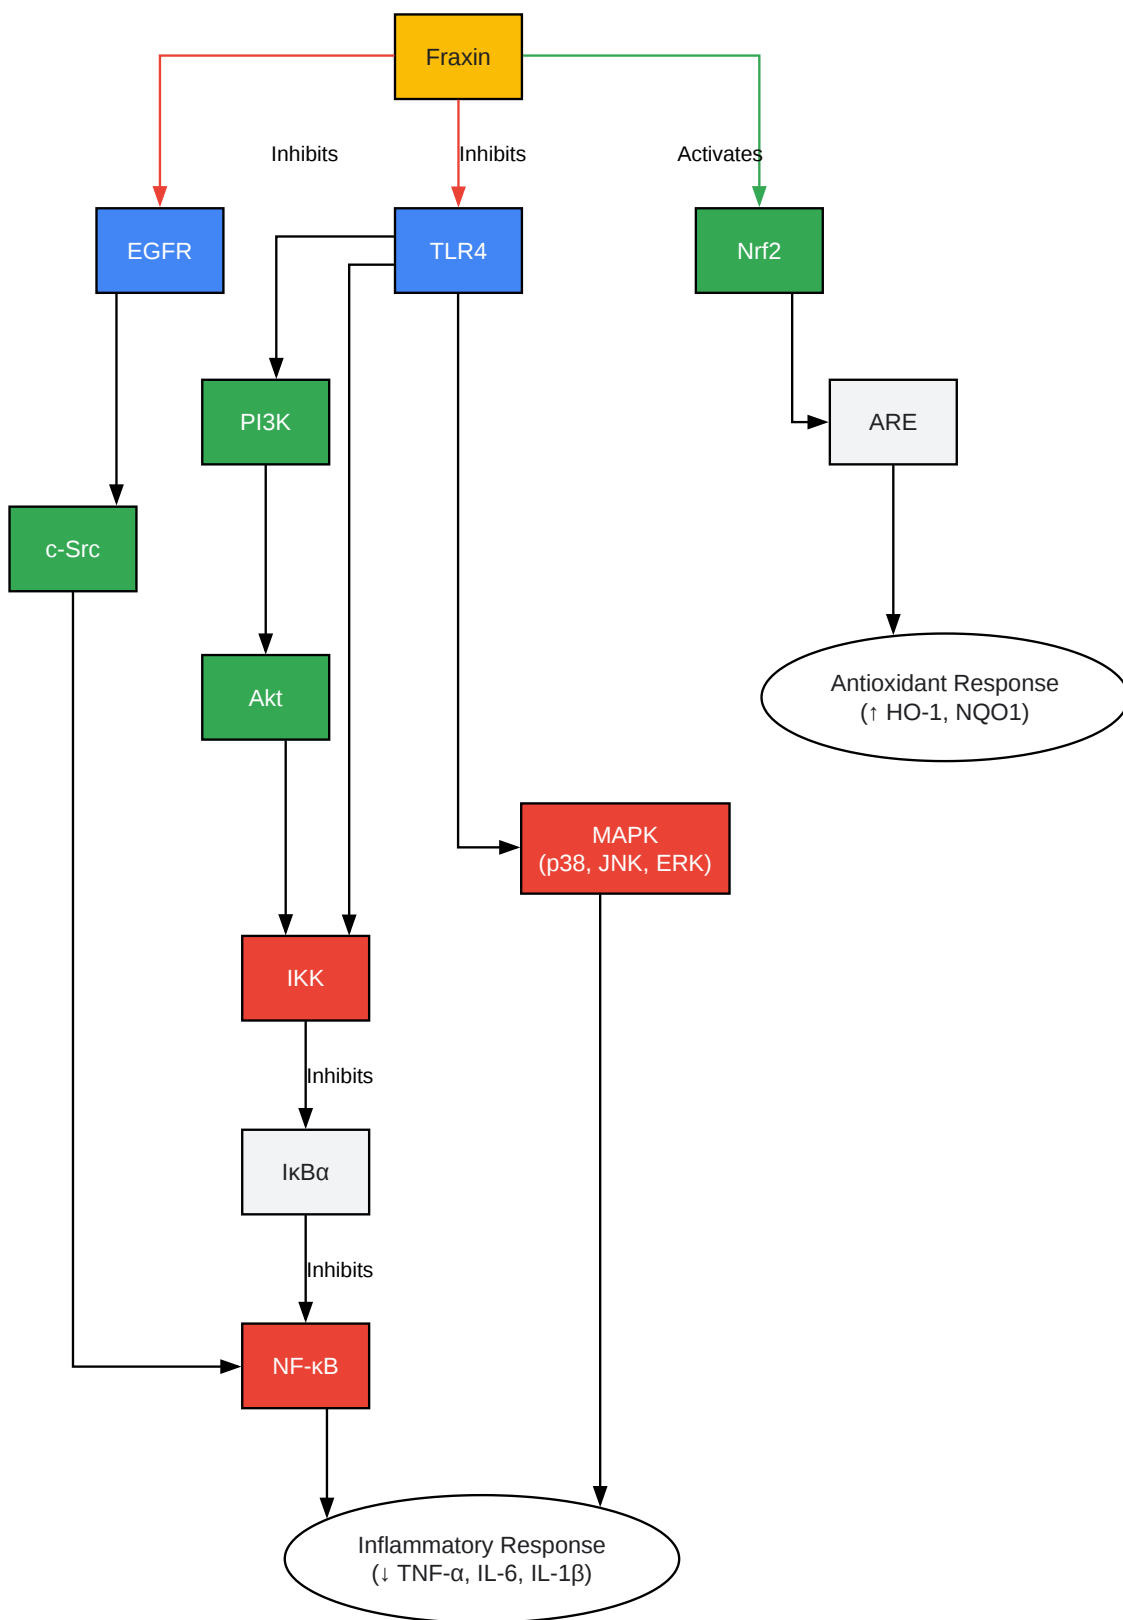 Fraxin
Inhibits
Inhibits
Activates
EGFR
TLR4
Nrf2
PI3K
ARE
c-Src
Akt
Antioxidant Response
(↑ HO-1, NQO1)
MAPK
(p38, JNK, ERK)
IKK
Inhibits
IκBα
Inhibits
NF-κB
Inflammatory Response
(↓ TNF-α, IL-6, IL-1β)